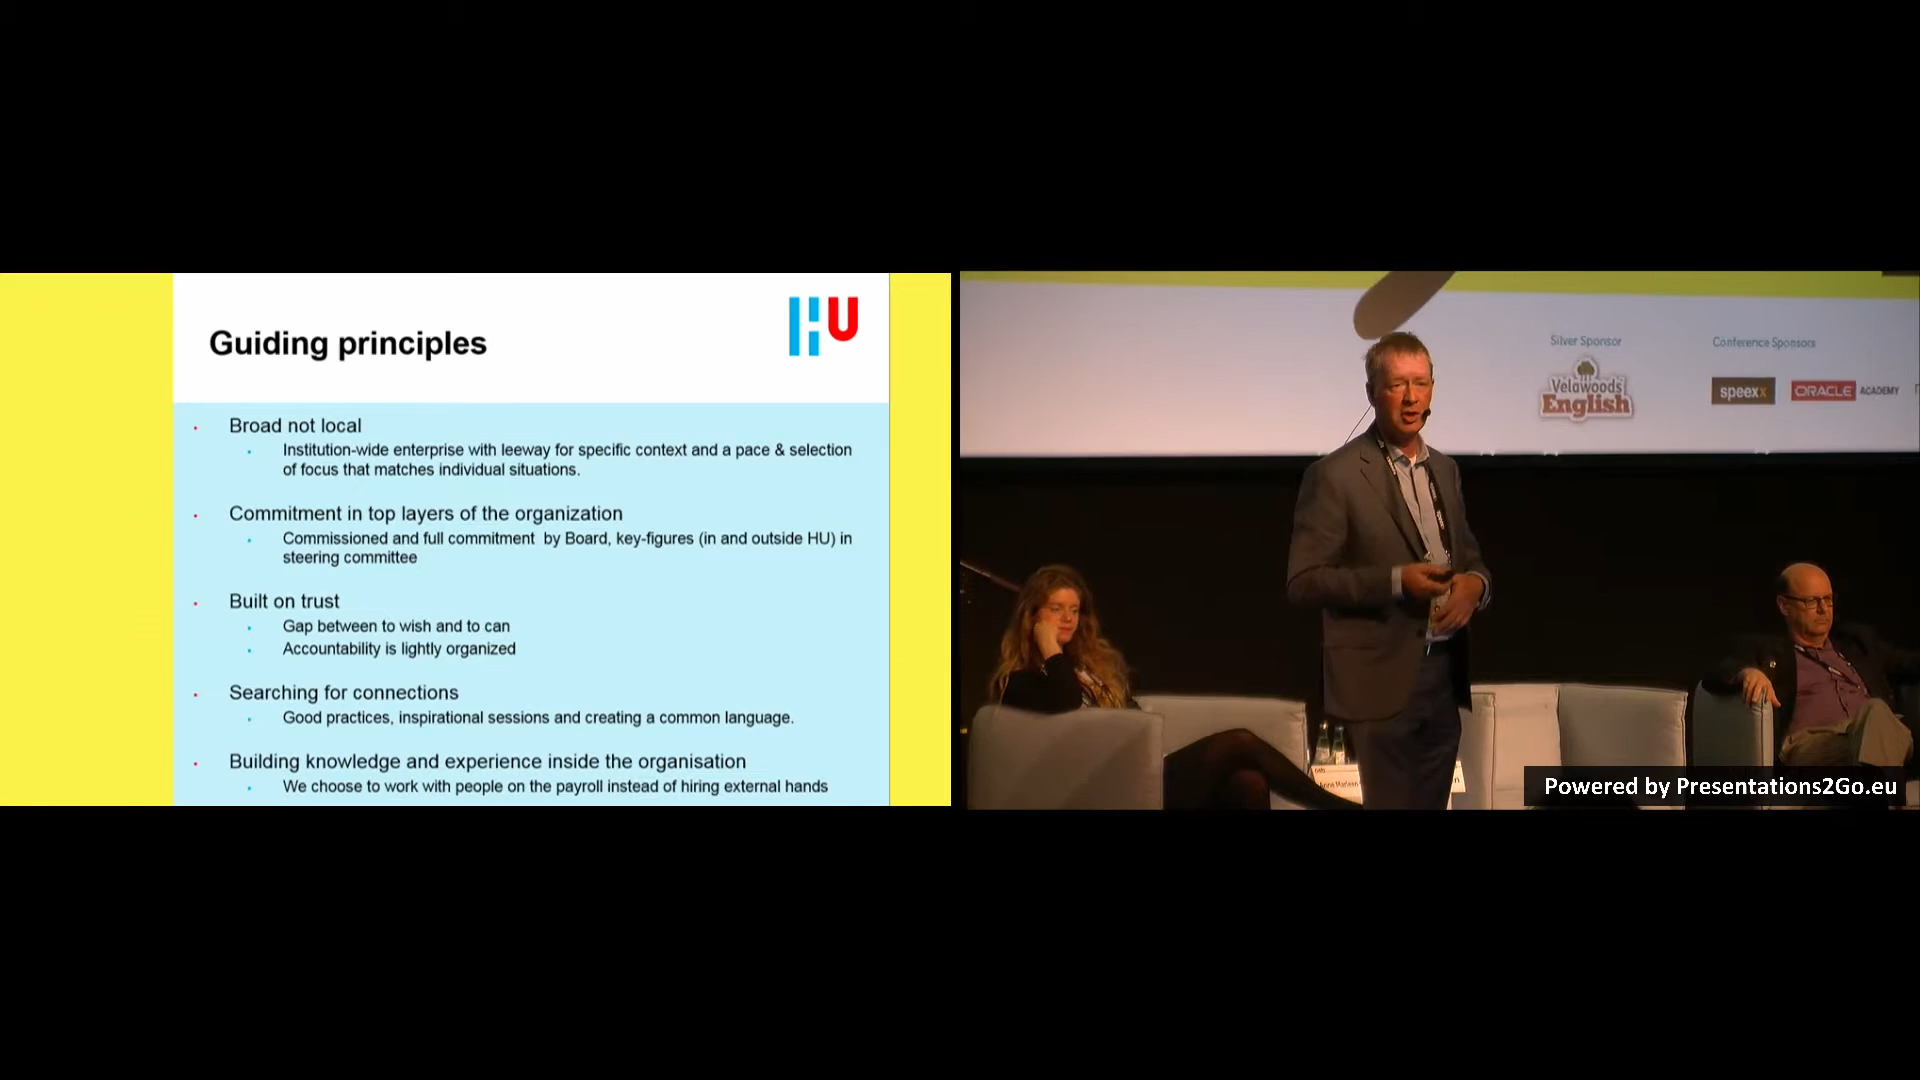 HU
Guiding principles
Broad not local
Institution-wide enterprise with leeway for specific context and a pace & selection
of focus that matches individual situations.
Commitment in top layers of the organization
Commissioned and full commitment by Board, key-figures (in and outside HU) in
steering committee
Built on trust
Gap between to wish and to can
Accountability is lightly organized
Searching for connections
Good practices, inspirational sessions and creating a common language.
Building knowledge and experience inside the organisation
We choose to work with people on the payroll instead of hiring external hands
Silver Sponsor
Velawoods
English
Conference Sponsors
speexx
ORACLE ACADEMY
Anne Marleen
Powered by Presentations2Go.eu